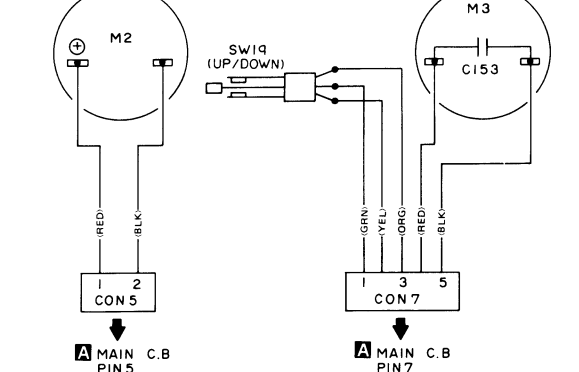 M2
M3
SW19
(UP/DOWN)
C153
(RED)
(BLK)
(GRN)
(YEL)
(ORG)
(RED)
(BLK)
1 2
CON5
1 3 5
CON7
A MAIN C.B
PIN5
A MAIN C.B
PIN7